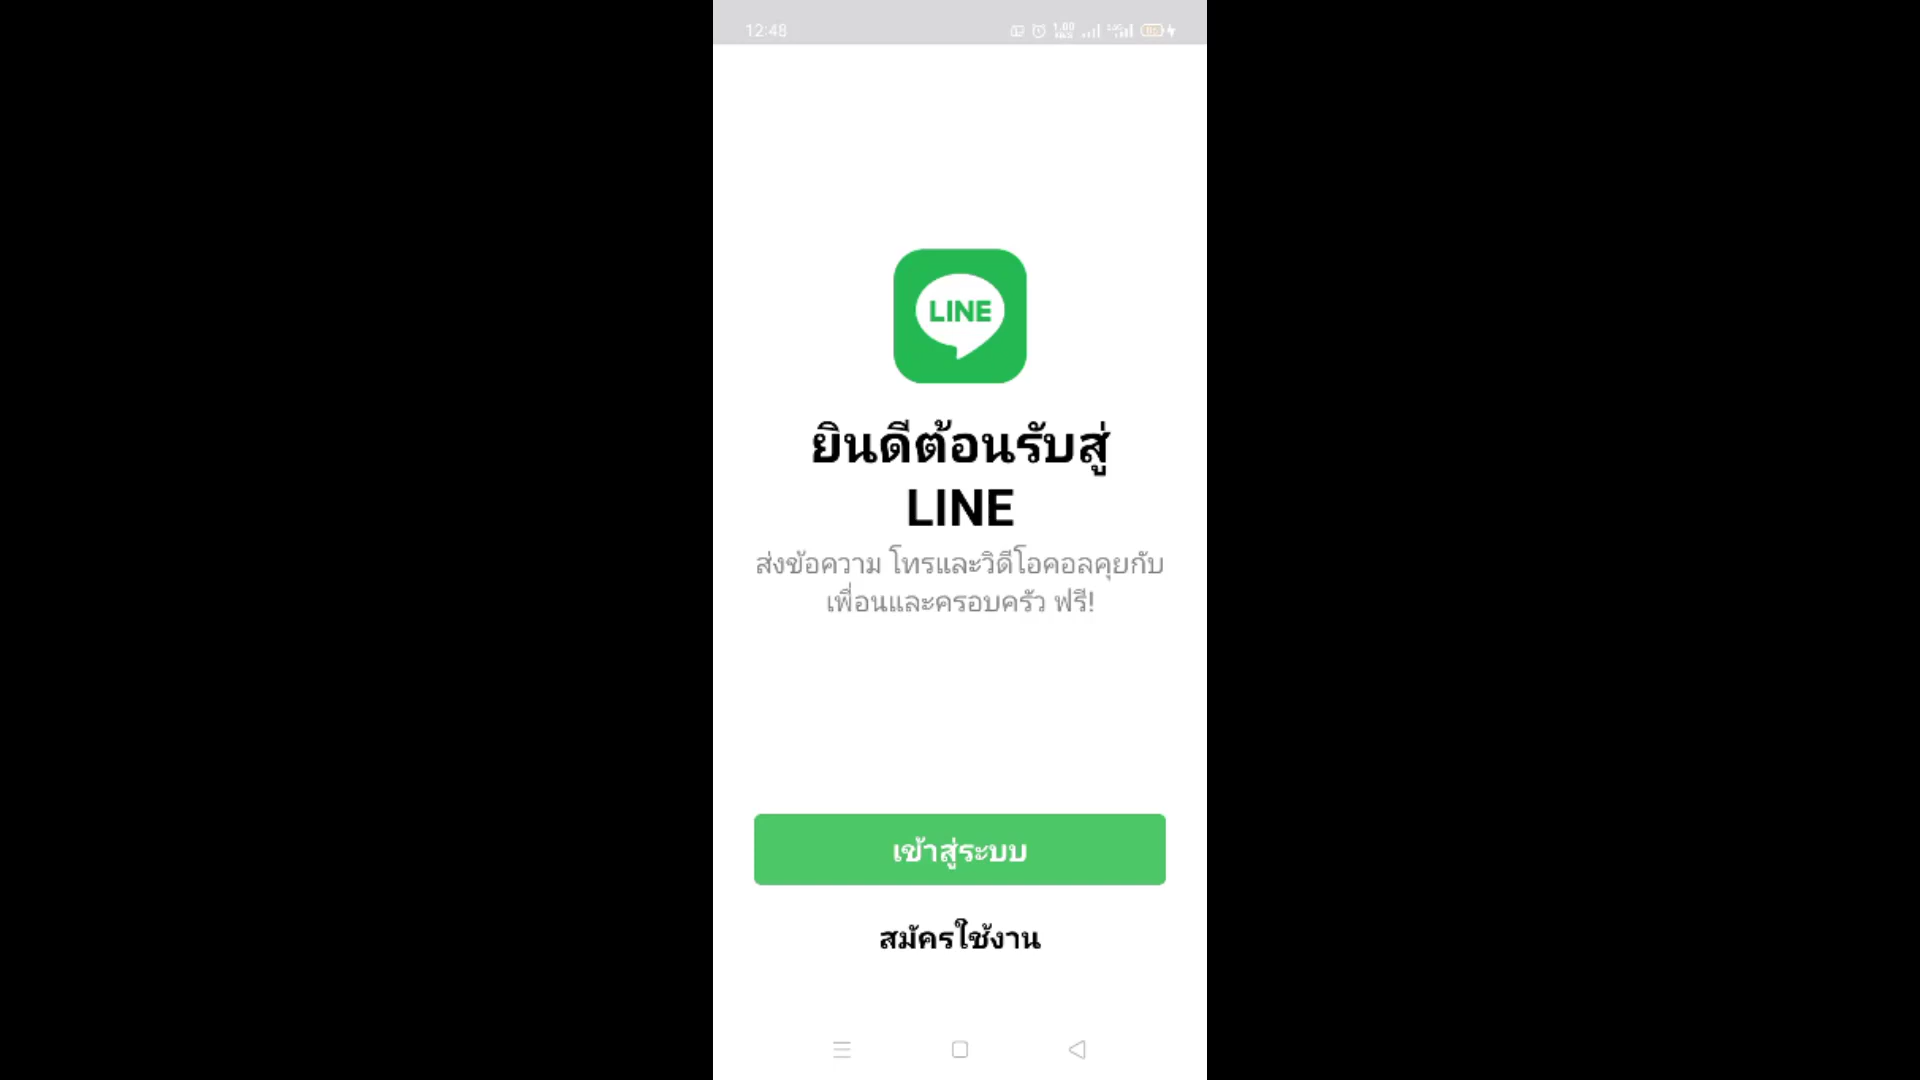 12:48
LINE
ยินดีต้อนรับสู่
LINE
ส่งข้อความ โทรและวิดีโอคอลคุยกับ
เพื่อนและครอบครัว ฟรี!
เข้าสู่ระบบ
สมัครใช้งาน